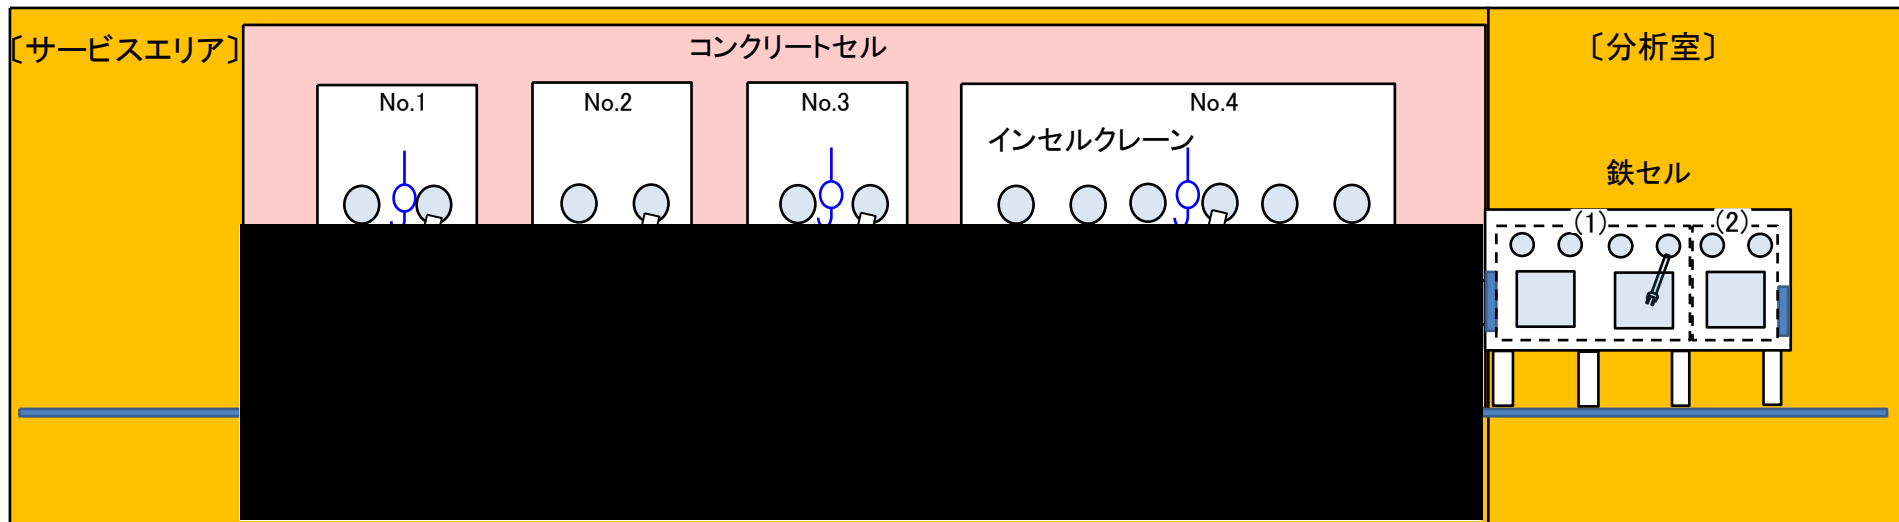 〔サービスエリア〕
コンクリートセル
〔分析室〕
No.1
No.2
No.3
No.4
インセルクレーン
鉄セル
(1)
(2)